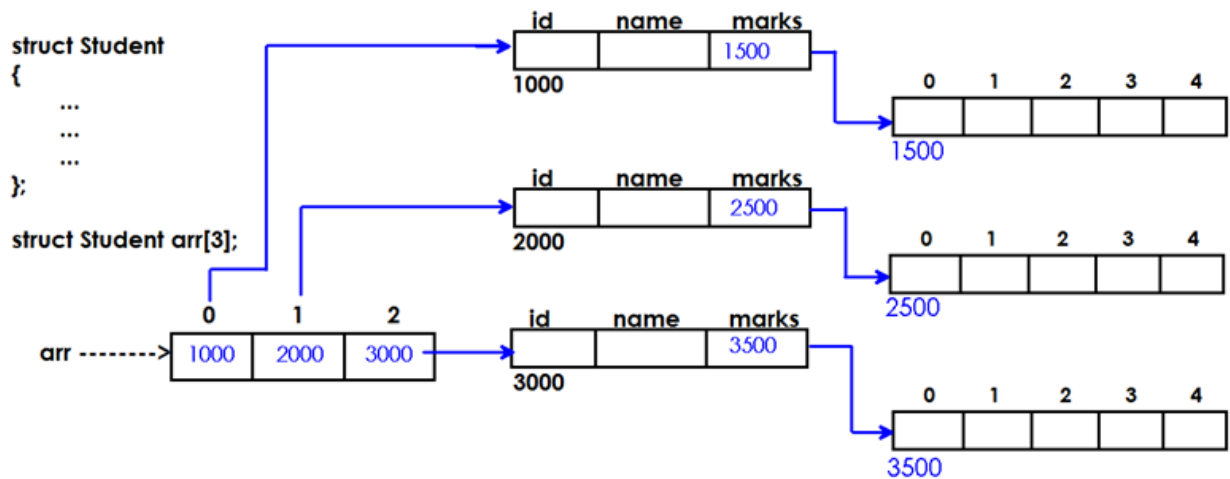 struct Student
{
...
...
...
};
struct Student arr[3];
id name marks
1500
1000
0 1 2 3 4
1500
id name marks
2500
2000
0 1 2 3 4
2500
0 1 2
arr -------->
1000 2000 3000
id name marks
3500
3000
0 1 2 3 4
3500